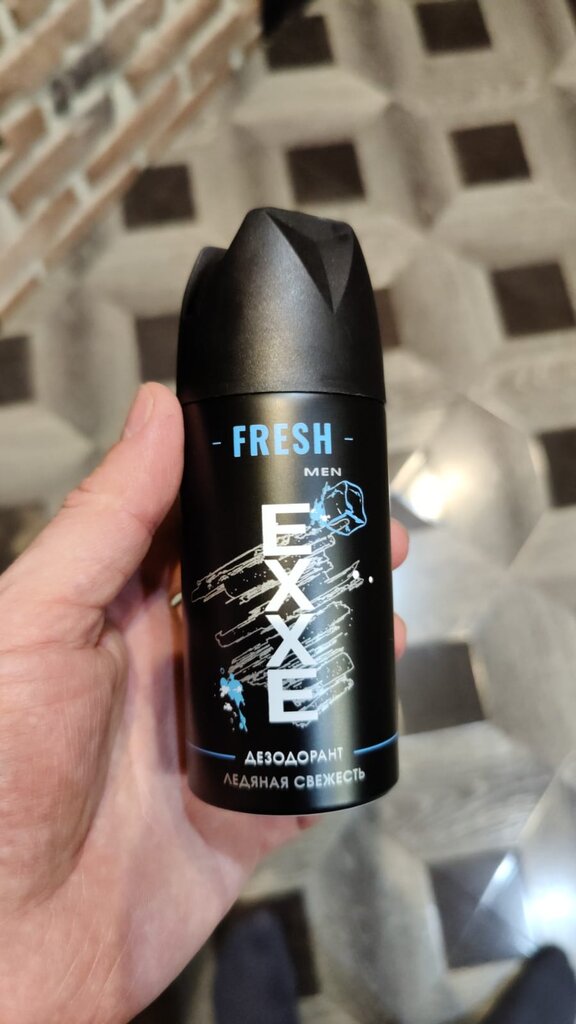 - FRESH -
MEN
EXXE
ДЕЗОДОРАНТ
ЛЕДЯНАЯ СВЕЖЕСТЬ